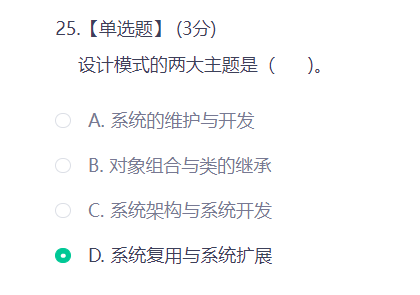 25.【单选题】 (3分)
设计模式的两大主题是（　　）。
A. 系统的维护与开发
B. 对象组合与类的继承
C. 系统架构与系统开发
D. 系统复用与系统扩展